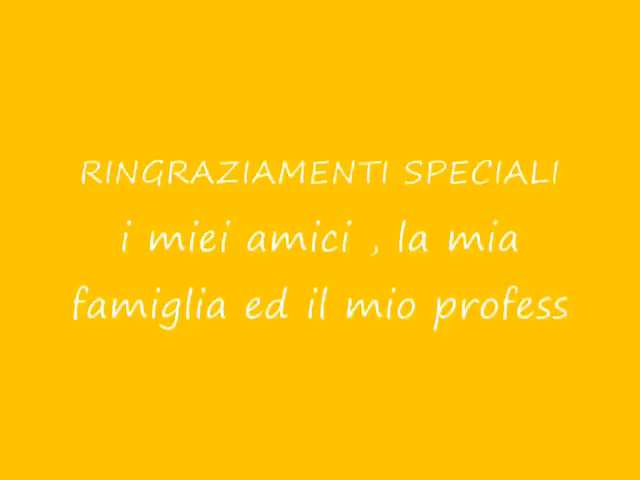 RINGRAZIAMENTI SPECIALI
i miei amici , la mia
famiglia ed il mio profess